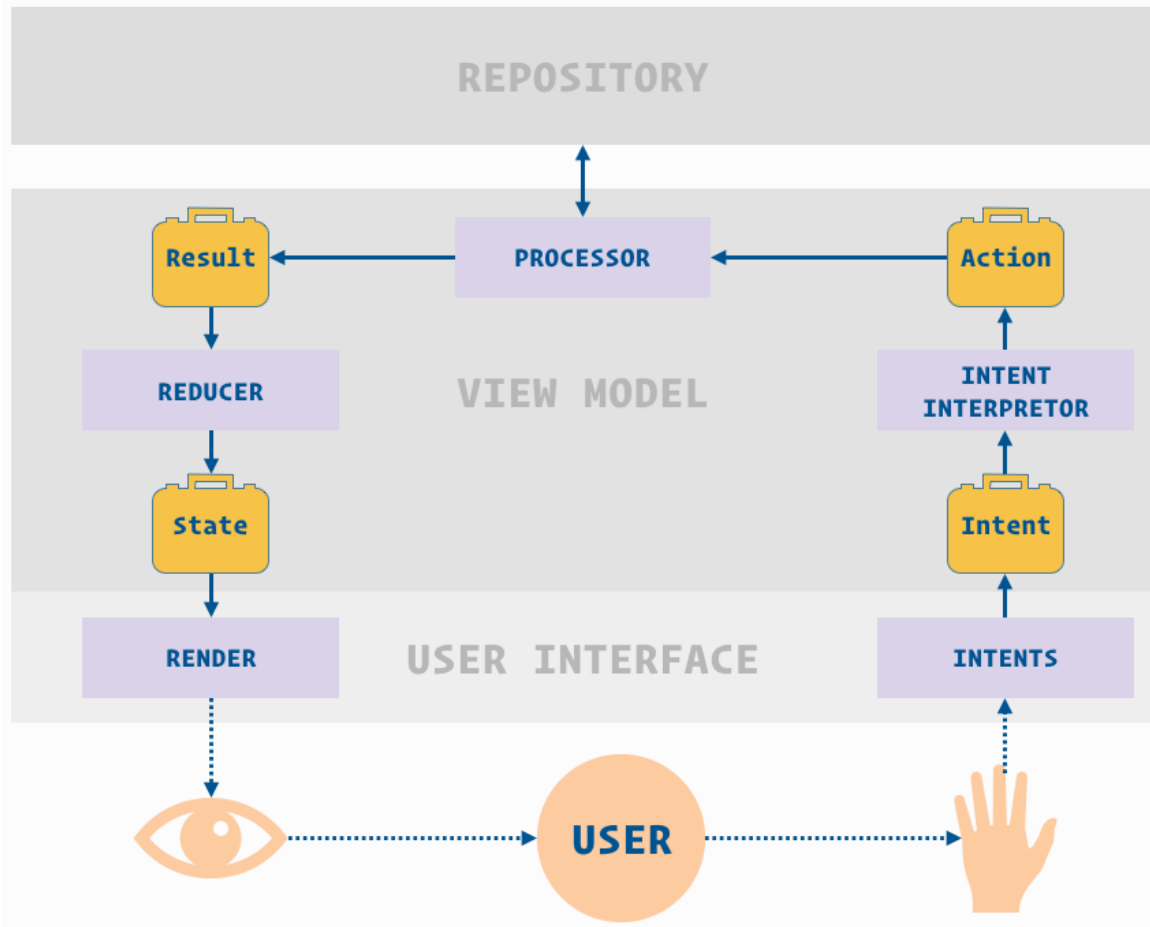 REPOSITORY
Result
PROCESSOR
Action
REDUCER
VIEW MODEL
INTENT
INTERPRETOR
State
Intent
RENDER
USER INTERFACE
INTENTS
USER